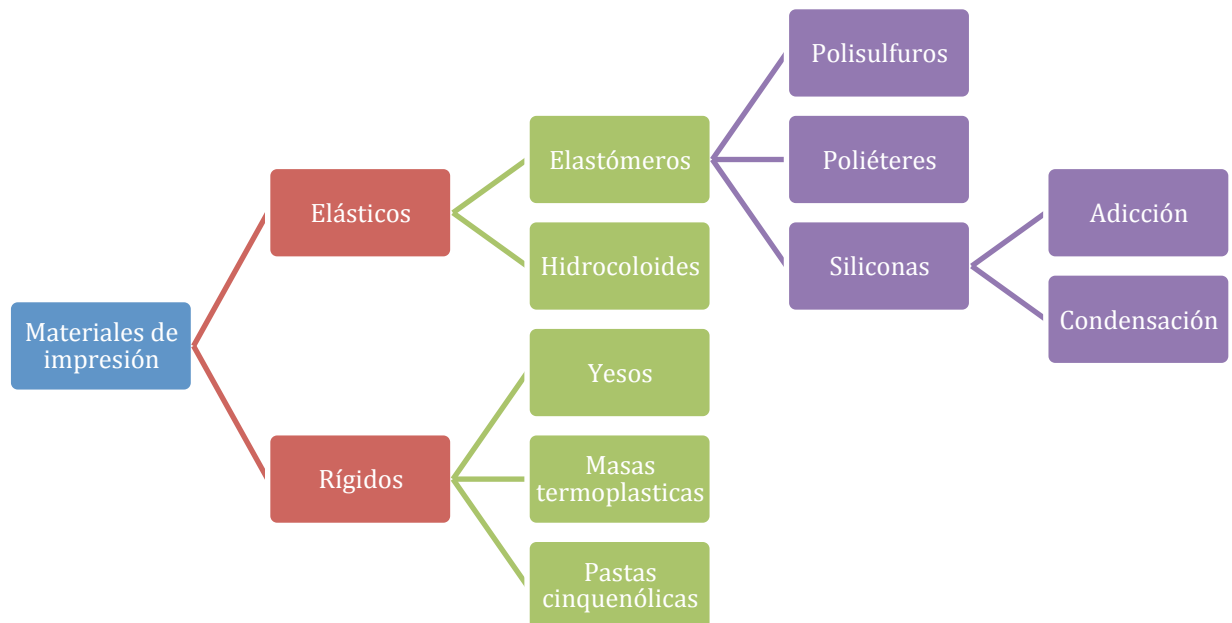 Materiales de
impresión
Elásticos
Elastómeros
Polisulfuros
Poliéteres
Siliconas
Adicción
Condensación
Hidrocoloides
Rígidos
Yesos
Masas
termoplasticas
Pastas
cinquenólicas